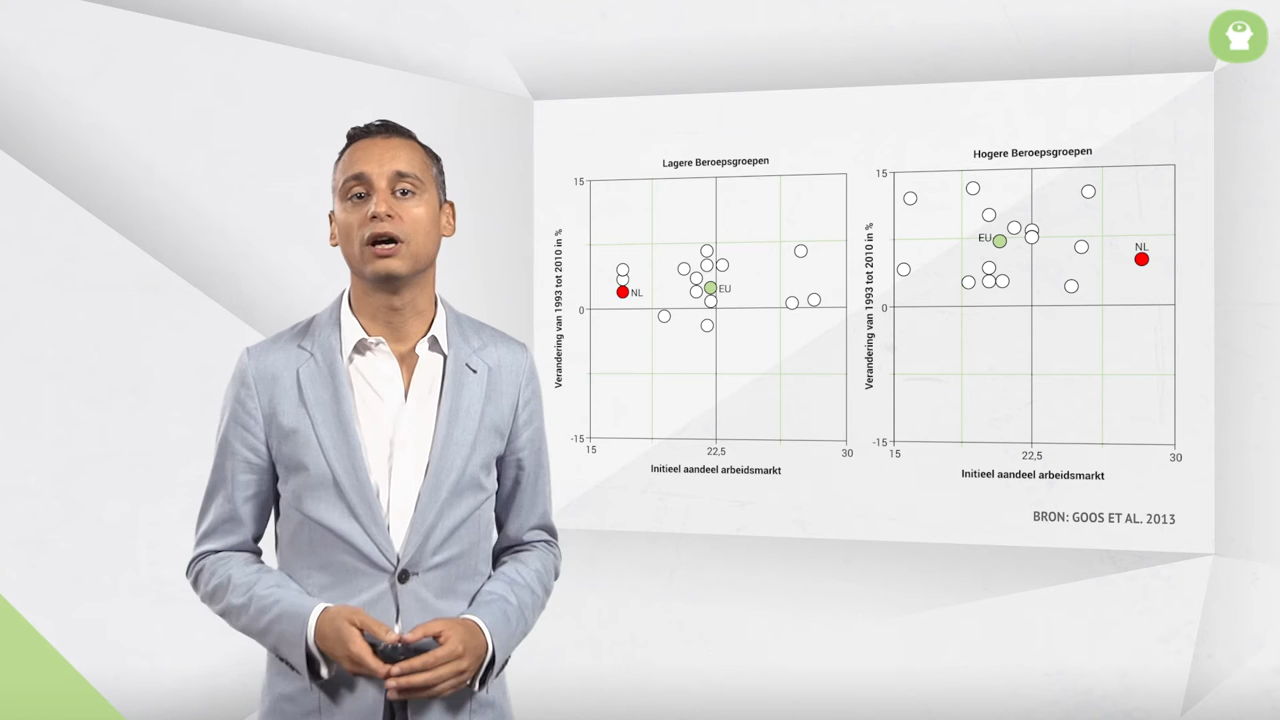 Lagere Beroepsgroepen
Verandering van 1993 tot 2010 in %
15
0
-15
NL
EU
15
22,5
30
Initieel aandeel arbeidsmarkt
Hogere Beroepsgroepen
Verandering van 1993 tot 2010 in %
15
0
-15
EU
NL
15
22,5
30
Initieel aandeel arbeidsmarkt
BRON: GOOS ET AL. 2013